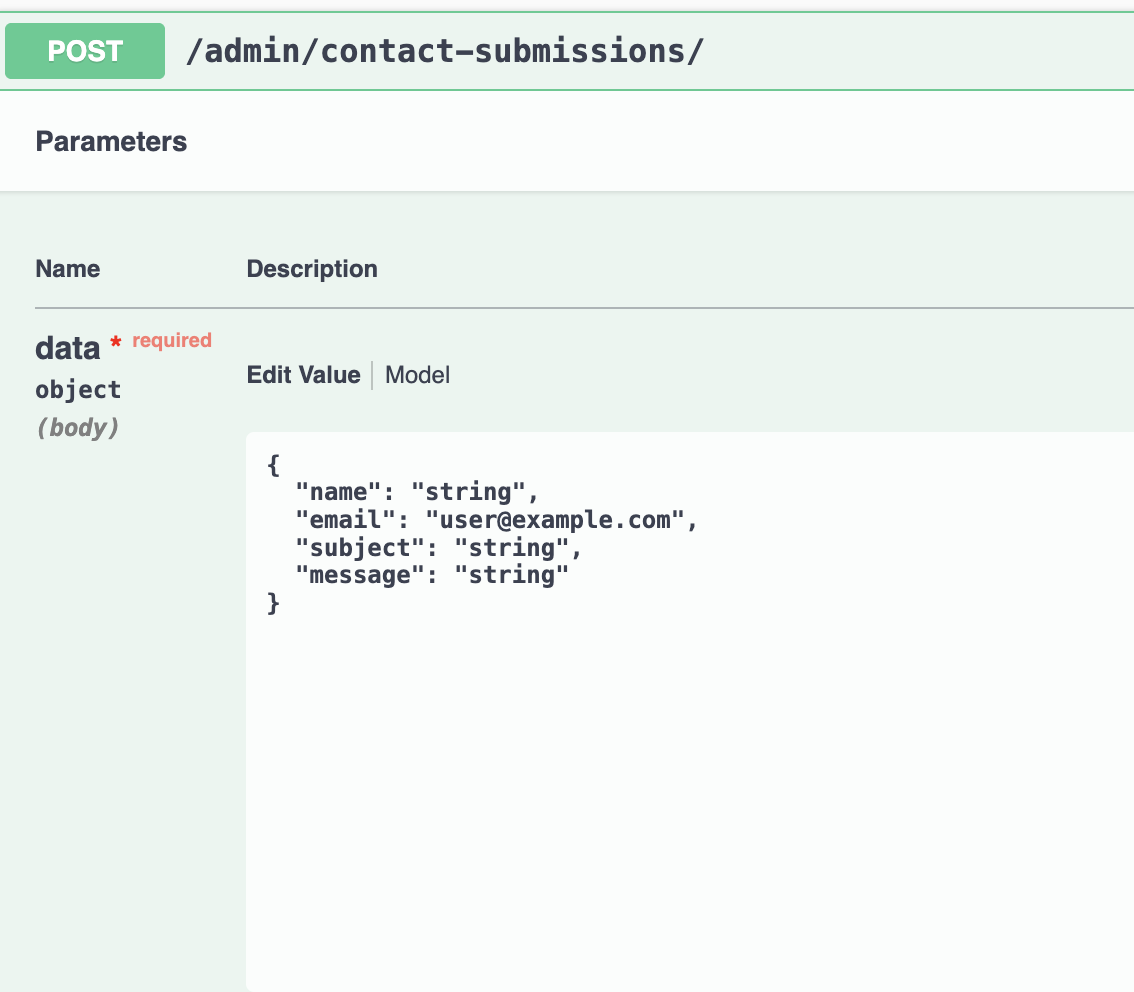 POST /admin/contact-submissions/
Parameters
Name Description
data * required
object
(body)
Edit Value | Model
{
  "name": "string",
  "email": "user@example.com",
  "subject": "string",
  "message": "string"
}